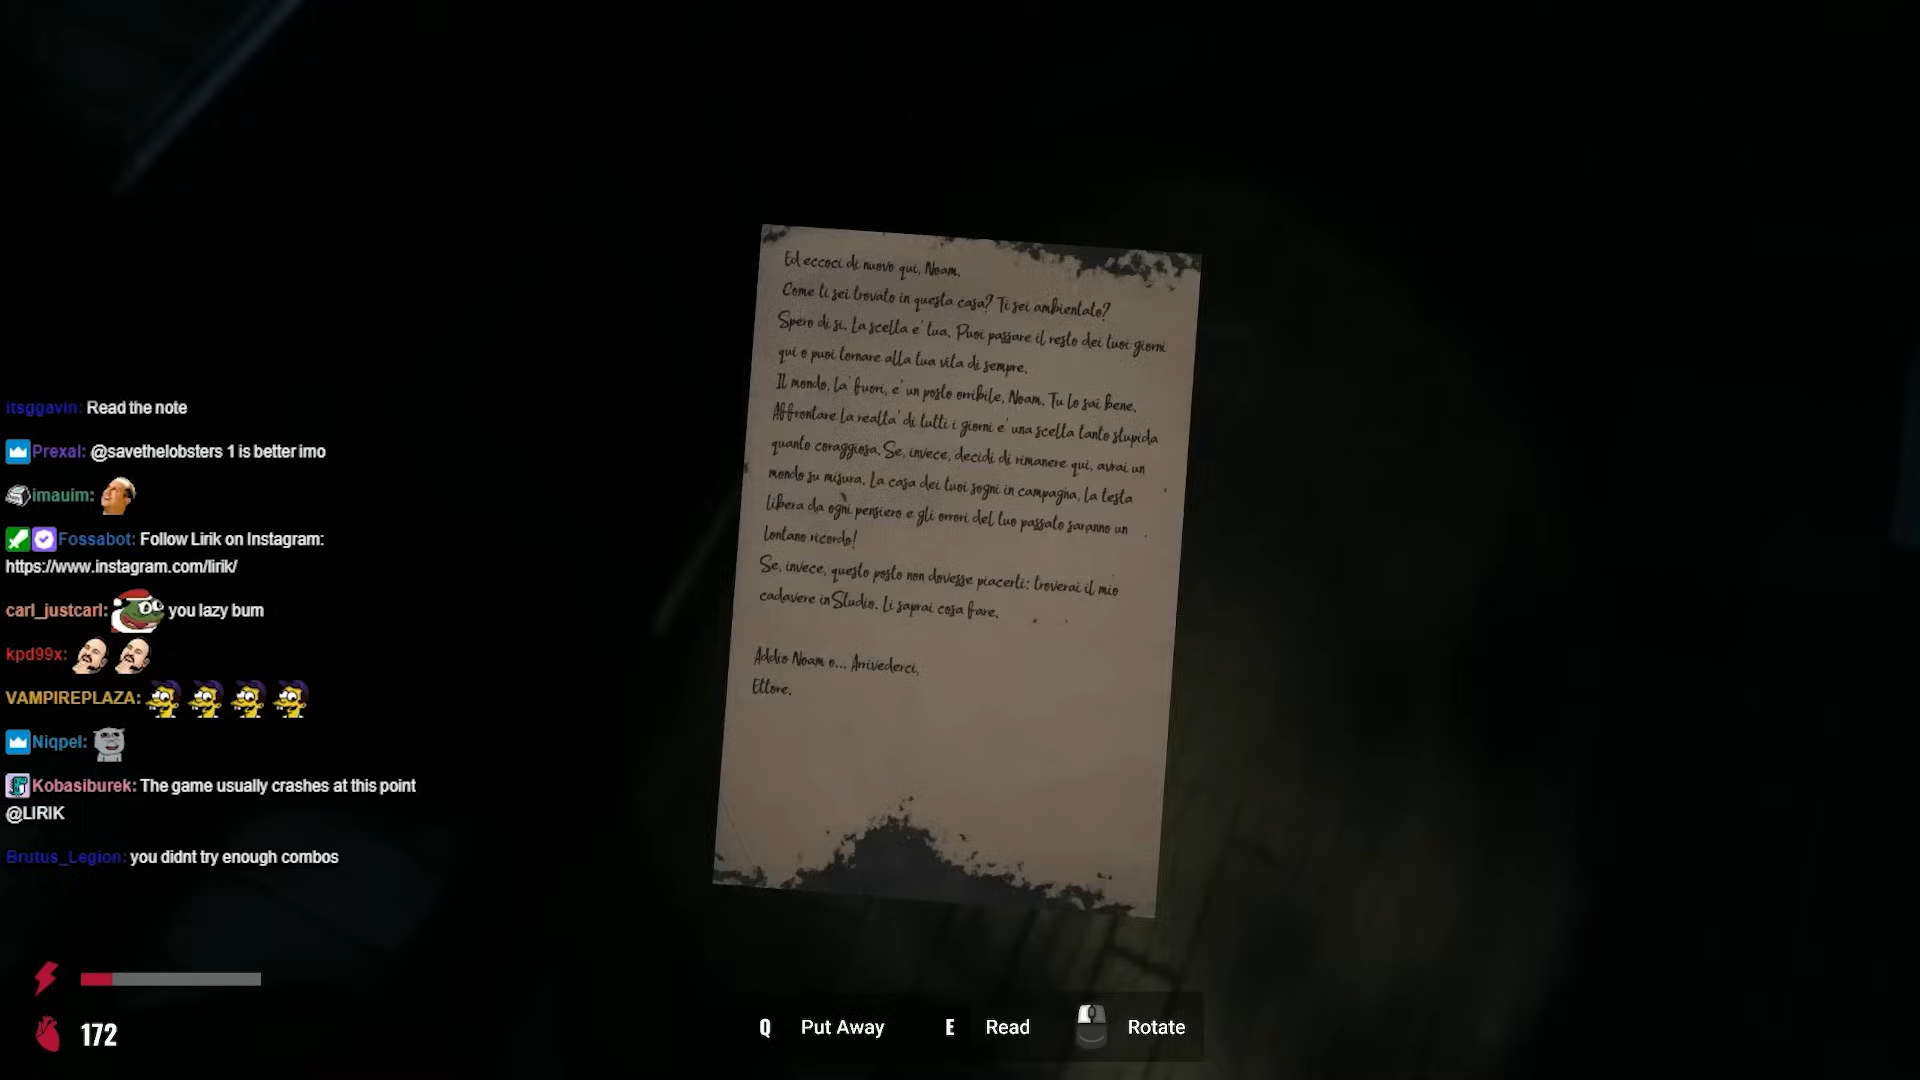 itsggavin: Read the note
Prexal: @savethelobsters 1 is better imo
imauim:
Fossabot: Follow Lirik on Instagram:
https://www.instagram.com/lirik/
carl_justcarl: you lazy bum
kpd99x:
VAMPIREPLAZA:
Niqpel:
Kobasiburek: The game usually crashes at this point
@LIRIK
Brutus_Legion: you didnt try enough combos
172
Ed eccoci di nuovo qui, Noam.
Come ti sei trovato in questa casa? Ti sei ambientato?
Spero di si. La scelta e' tua. Puoi passare il resto dei tuoi giorni
qui o puoi tornare alla tua vita di sempre.
Il mondo, la' fuori, e' un posto orribile, Noam. Tu lo sai bene.
Affrontare la realta' di tutti i giorni e' una scelta tanto stupida
quanto coraggiosa. Se, invece, decidi di rimanere qui, avrai un
mondo su misura. La casa dei tuoi sogni in campagna, la testa
libera da ogni pensiero e gli orrori del tuo passato saranno un
lontano ricordo!
Se, invece, questo posto non dovesse piacerti: troverai il mio
cadavere in Studio. Li saprai cosa fare.
Addio Noam o... Arrivederci,
Ettore.
Q Put Away E Read Rotate